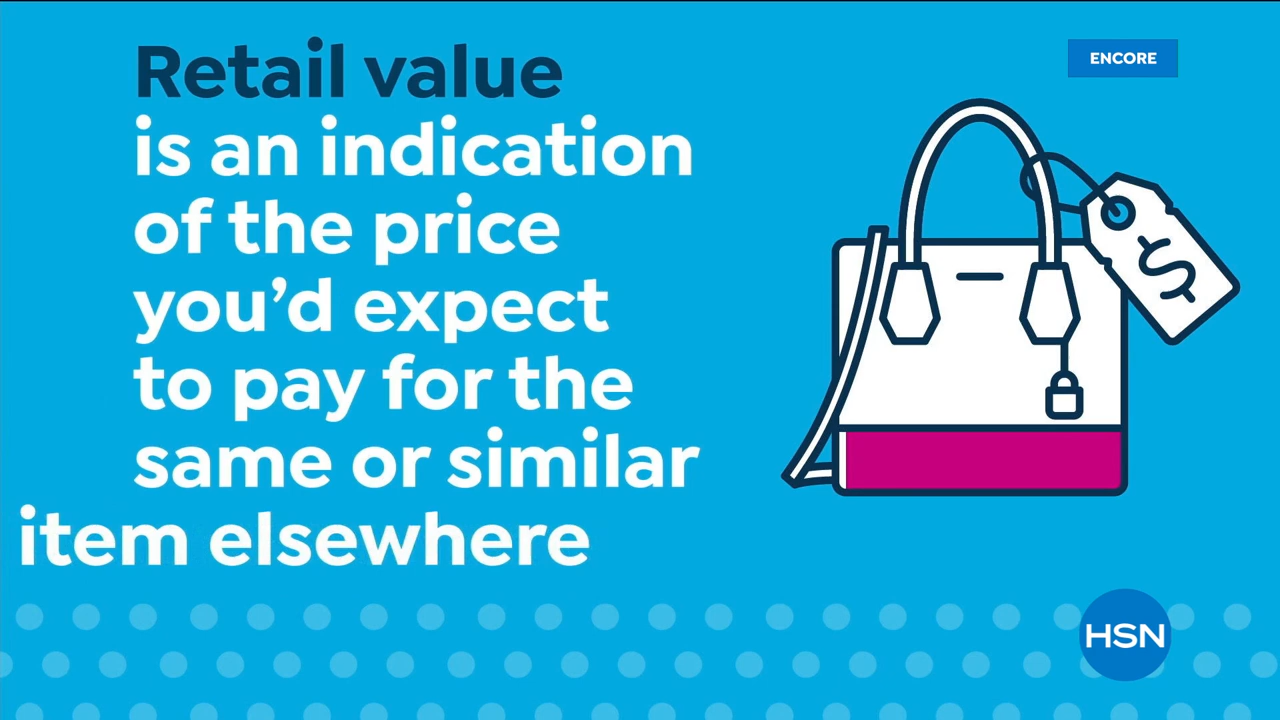 Retail value
is an indication
of the price
you'd expect
to pay for the
same or similar
item elsewhere
ENCORE
$
HSN